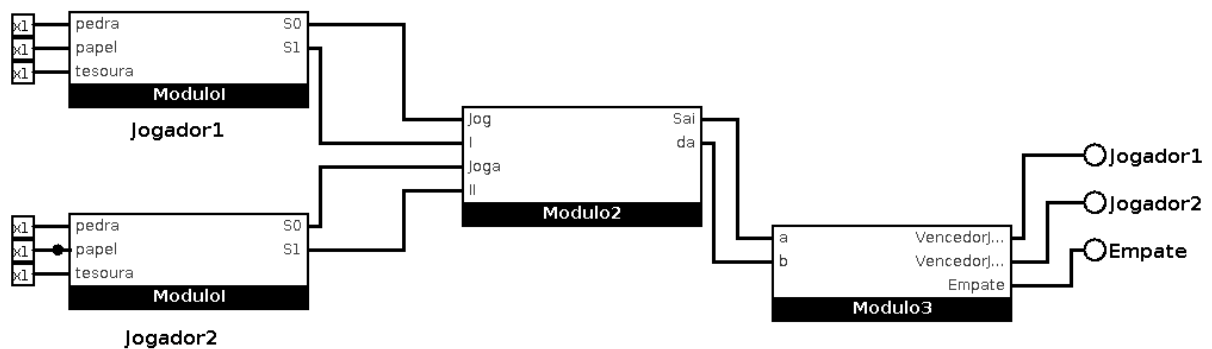 x1 pedra S0
x1 papel S1
x1 tesoura
ModuloI
Jogador1
Jog Sai
I da
Joga
II
Modulo2
x1 pedra S0
x1 papel S1
x1 tesoura
ModuloI
Jogador2
a VencedorJ...
b VencedorJ...
Empate
Modulo3
Jogador1
Jogador2
Empate